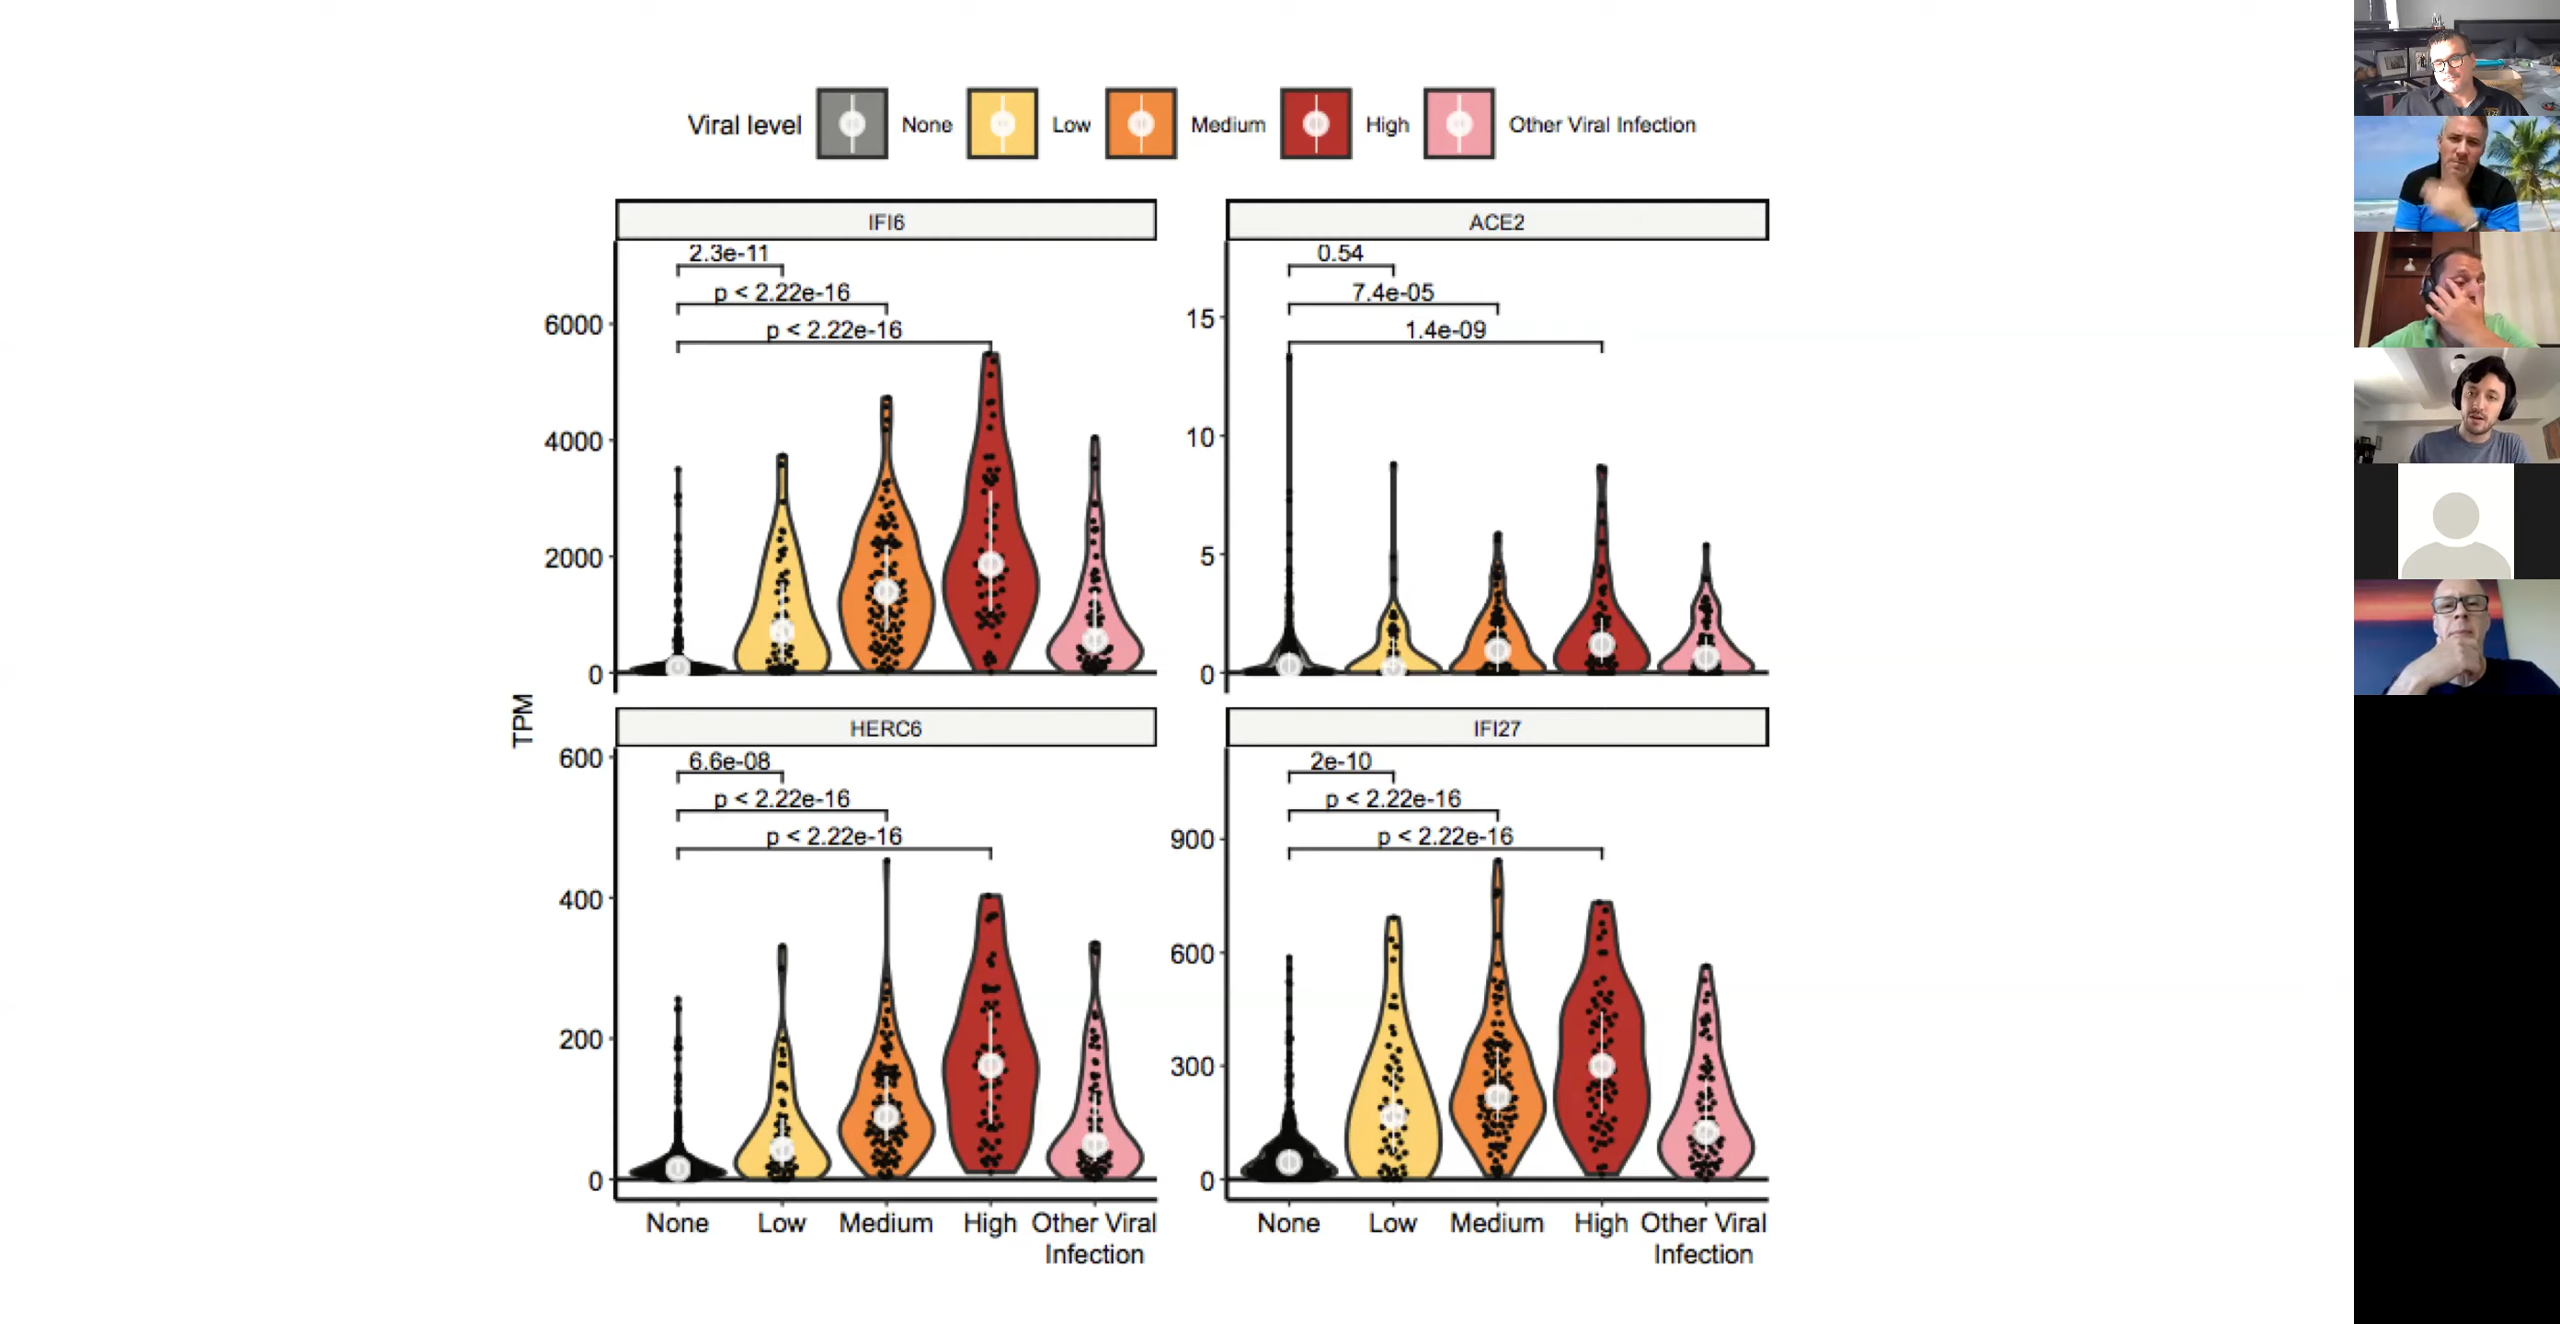 Viral level None Low Medium High Other Viral Infection
IFI6
2.3e-11
p < 2.22e-16
p < 2.22e-16
6000
4000
2000
0
ACE2
0.54
7.4e-05
1.4e-09
15
10
5
0
TPM
HERC6
6.6e-08
p < 2.22e-16
p < 2.22e-16
600
400
200
0
None Low Medium High Other Viral
Infection
IFI27
2e-10
p < 2.22e-16
p < 2.22e-16
900
600
300
0
None Low Medium High Other Viral
Infection